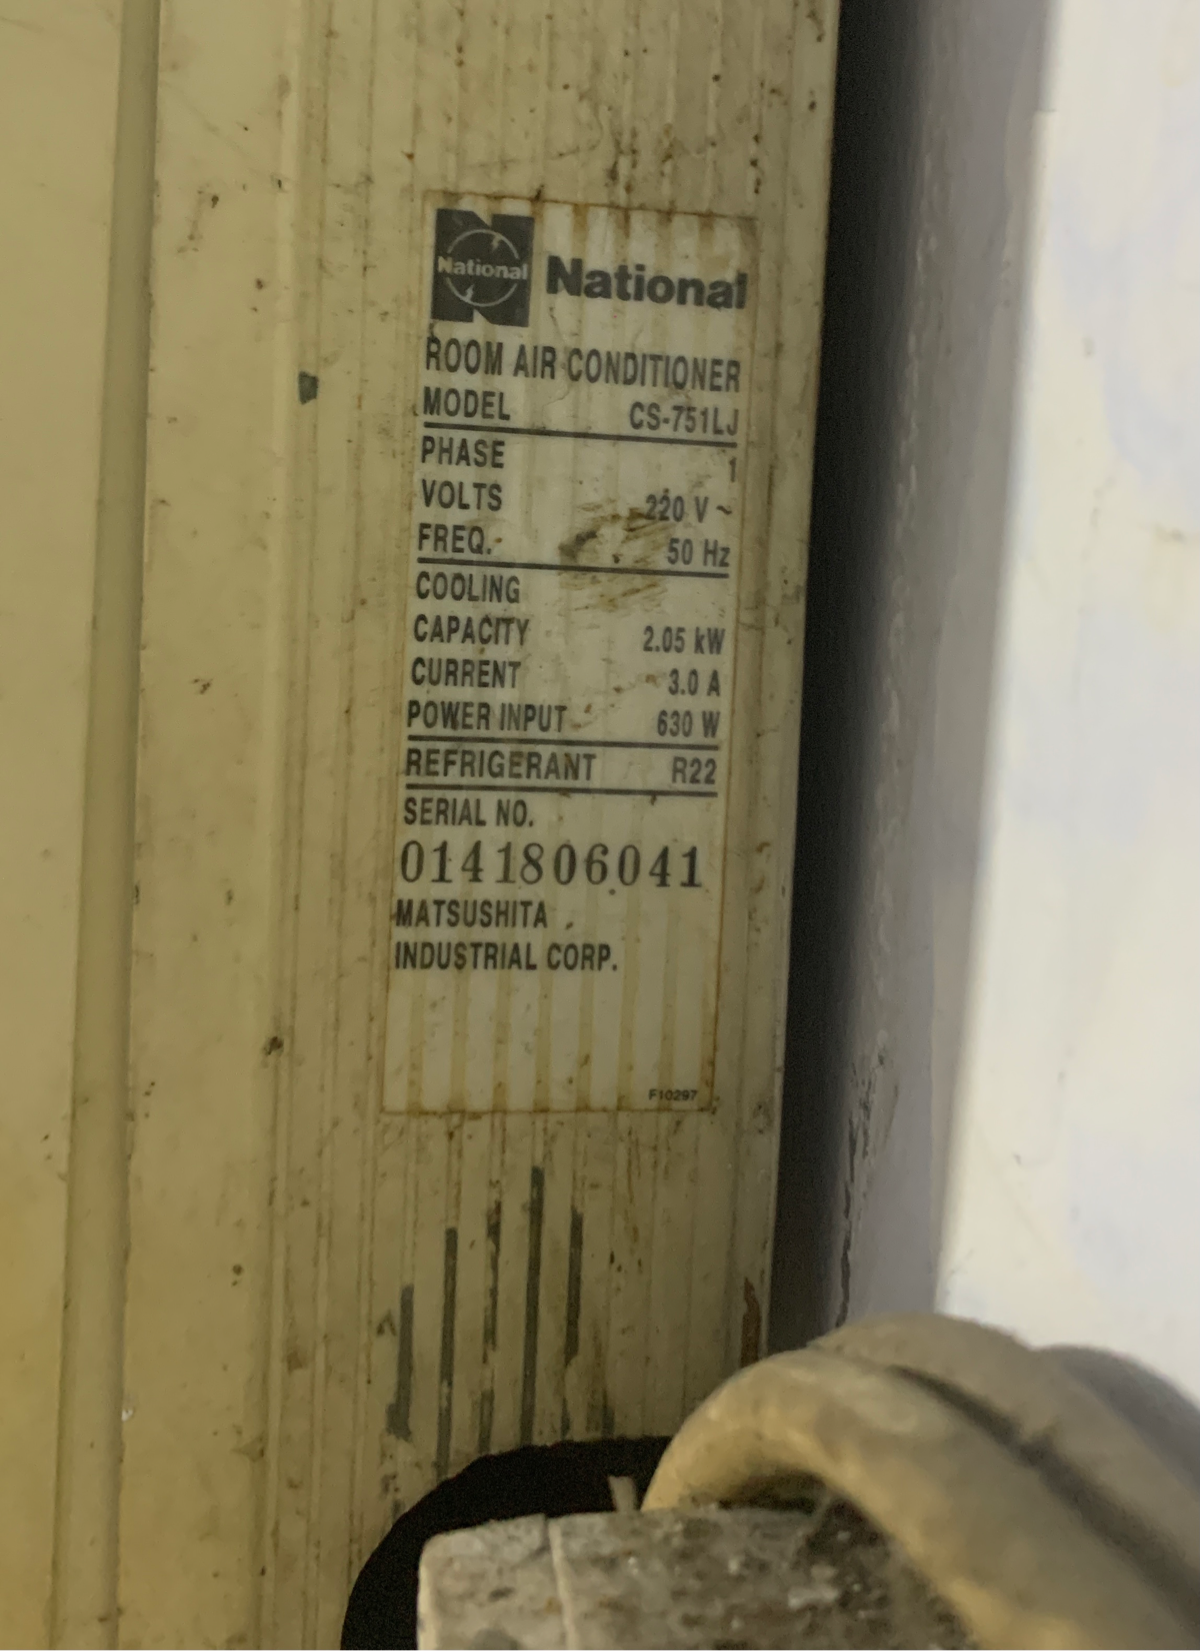 National
National
ROOM AIR CONDITIONER
MODEL CS-751LJ
PHASE 1
VOLTS 220 V ~
FREQ. 50 Hz
COOLING
CAPACITY 2.05 kW
CURRENT 3.0 A
POWER INPUT 630 W
REFRIGERANT R22
SERIAL NO.
0141806041
MATSUSHITA
INDUSTRIAL CORP.
F10297